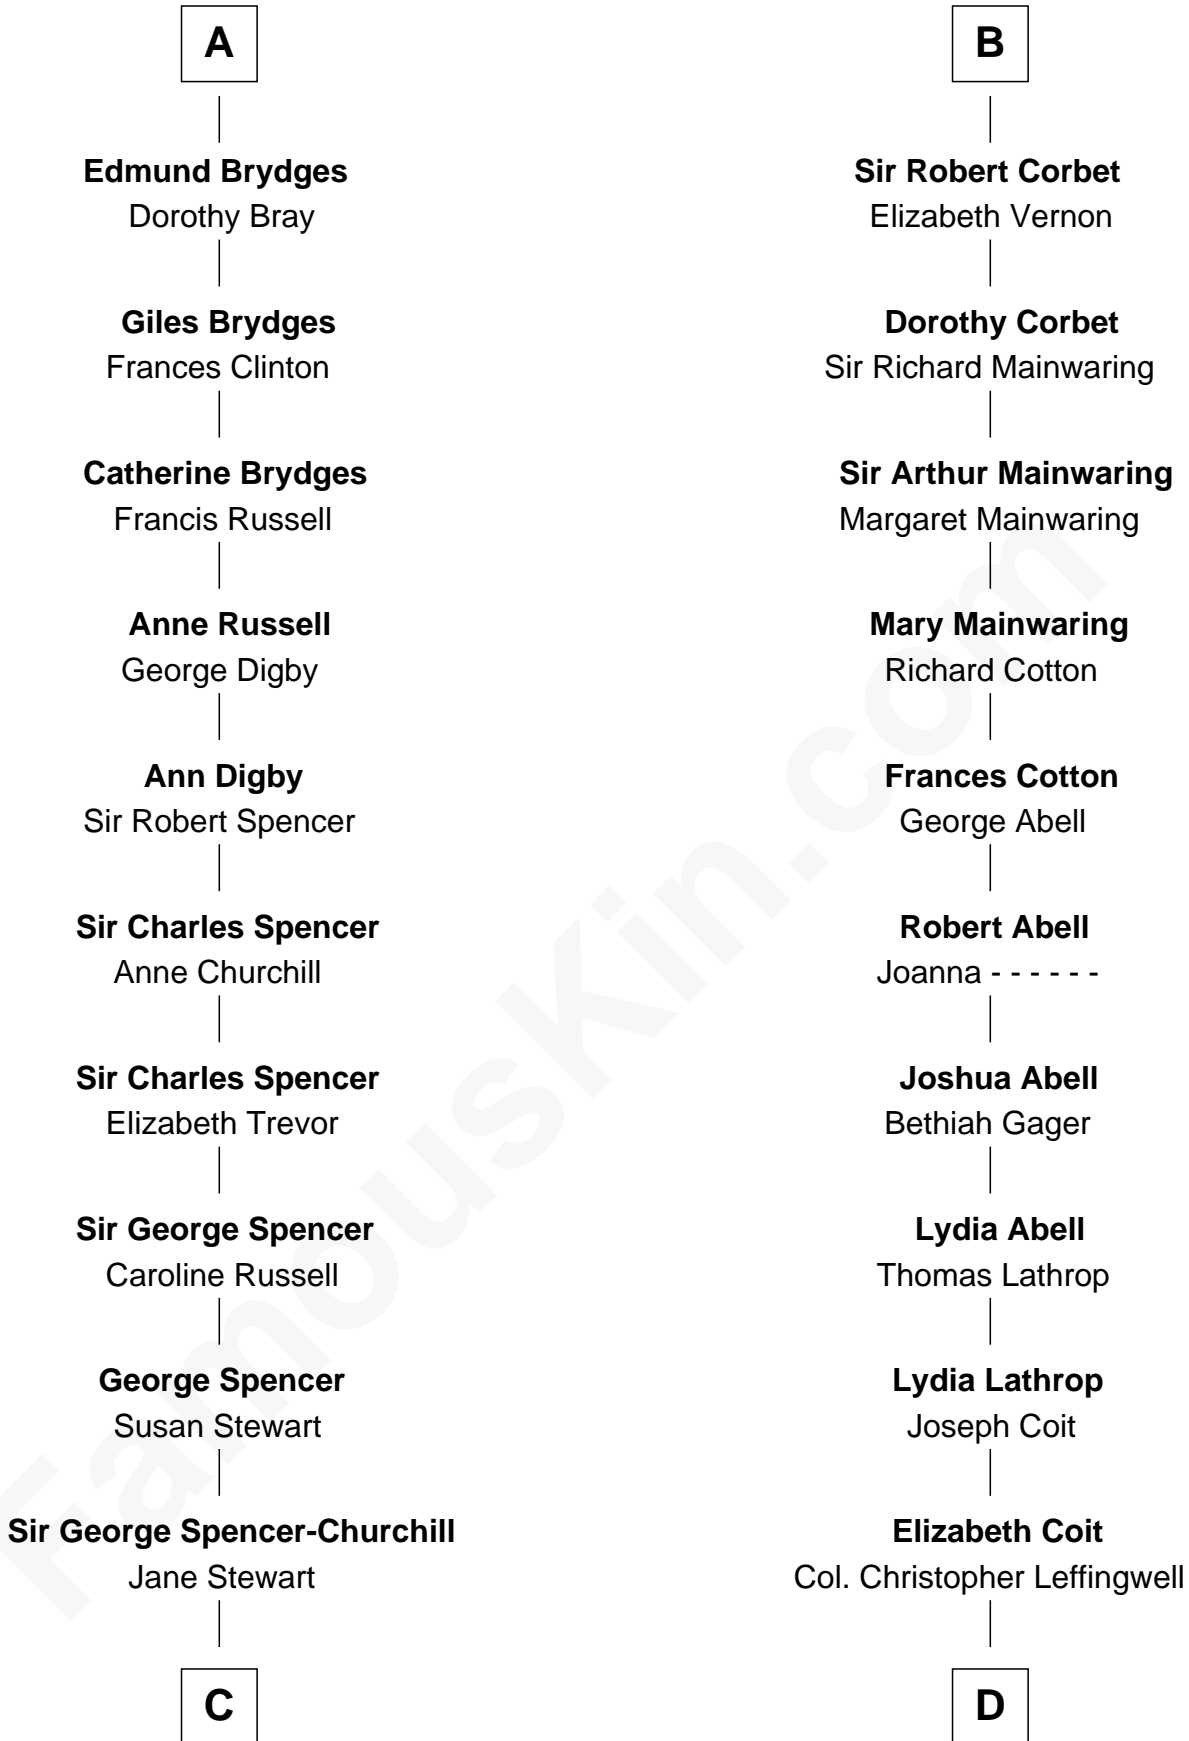 A
Edmund Brydges
Dorothy Bray
Giles Brydges
Frances Clinton
Catherine Brydges
Francis Russell
Anne Russell
George Digby
Ann Digby
Sir Robert Spencer
Sir Charles Spencer
Anne Churchill
Sir Charles Spencer
Elizabeth Trevor
Sir George Spencer
Caroline Russell
George Spencer
Susan Stewart
Sir George Spencer-Churchill
Jane Stewart
C
B
Sir Robert Corbet
Elizabeth Vernon
Dorothy Corbet
Sir Richard Mainwaring
Sir Arthur Mainwaring
Margaret Mainwaring
Mary Mainwaring
Richard Cotton
Frances Cotton
George Abell
Robert Abell
Joanna - - - - - -
Joshua Abell
Bethiah Gager
Lydia Abell
Thomas Lathrop
Lydia Lathrop
Joseph Coit
Elizabeth Coit
Col. Christopher Leffingwell
D
FamousKin.com